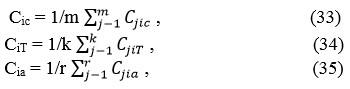 Cic = 1/m ∑_{j−1}^{m} C_{jic} , (33)
CiT = 1/k ∑_{j−1}^{k} C_{jiT} , (34)
Cia = 1/r ∑_{j−1}^{r} C_{jia} , (35)